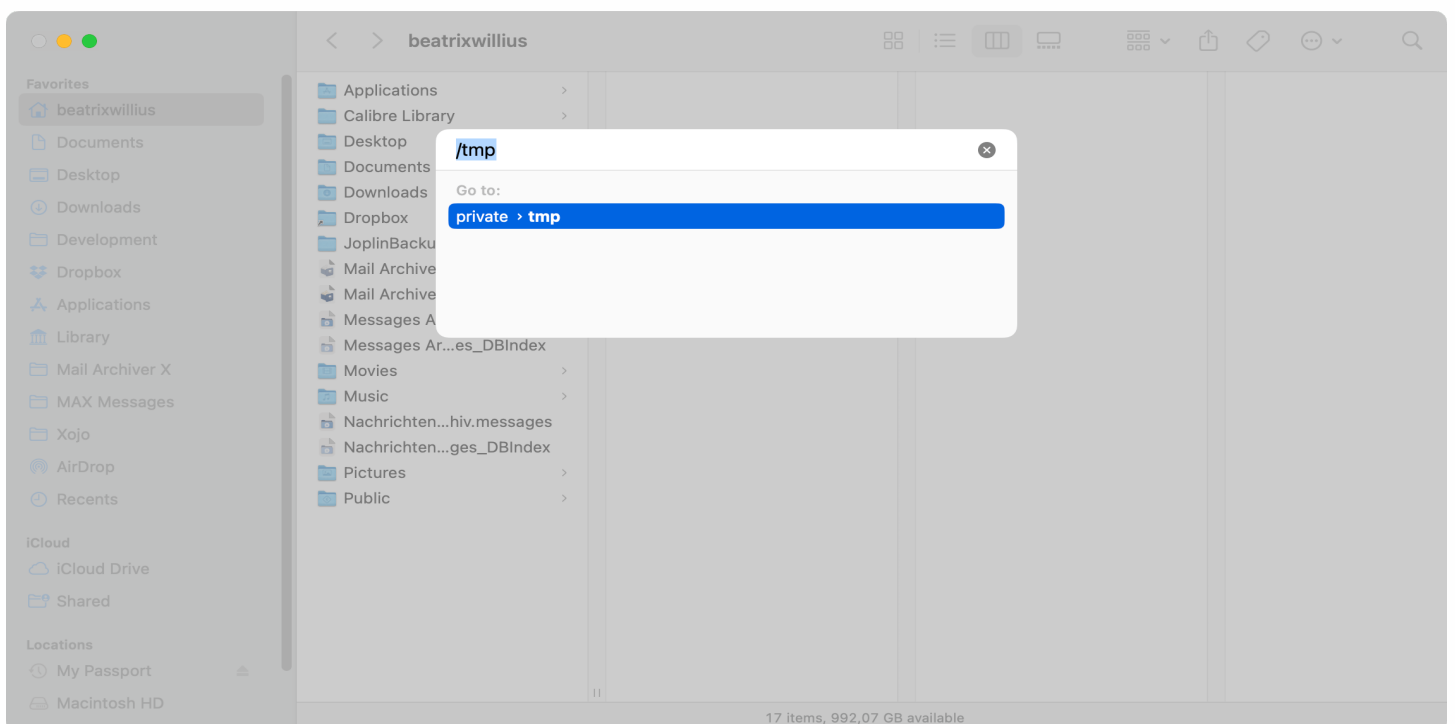 beatrixwillius
Favorites
beatrixwillius
Documents
Desktop
Downloads
Development
Dropbox
Applications
Library
Mail Archiver X
MAX Messages
Xojo
AirDrop
Recents
iCloud
iCloud Drive
Shared
Locations
My Passport
Macintosh HD
Applications
Calibre Library
Desktop
Documents
Downloads
Dropbox
JoplinBacku
Mail Archive
Mail Archive
Messages A
Messages Ar...es_DBIndex
Movies
Music
Nachrichten...hiv.messages
Nachrichten...ges_DBIndex
Pictures
Public
/tmp
Go to:
private › tmp
17 items, 992,07 GB available